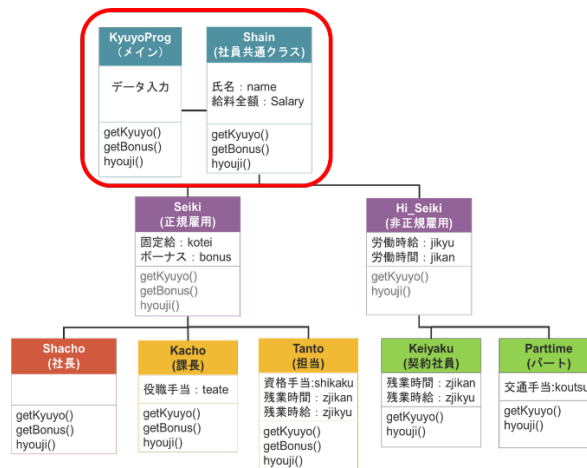 KyuyoProg
（メイン）
データ入力
getKyuyo()
getBonus()
hyouji()
Shain
(社員共通クラス)
氏名：name
給料全額：Salary
getKyuyo()
getBonus()
hyouji()
Seiki
(正規雇用)
固定給：kotei
ボーナス：bonus
getKyuyo()
getBonus()
hyouji()
Hi_Seiki
(非正規雇用)
労働時給：jikyu
労働時間：jikan
getKyuyo()
hyouji()
Shacho
(社長)
getKyuyo()
getBonus()
hyouji()
Kacho
(課長)
役職手当：teate
getKyuyo()
getBonus()
hyouji()
Tanto
(担当)
資格手当:shikaku
残業時間：zjikan
残業時給：zjikyu
getKyuyo()
getBonus()
hyouji()
Keiyaku
(契約社員)
残業時間：zjikan
残業時給：zjikyu
getKyuyo()
hyouji()
Parttime
(パート)
交通手当:koutsu
getKyuyo()
hyouji()